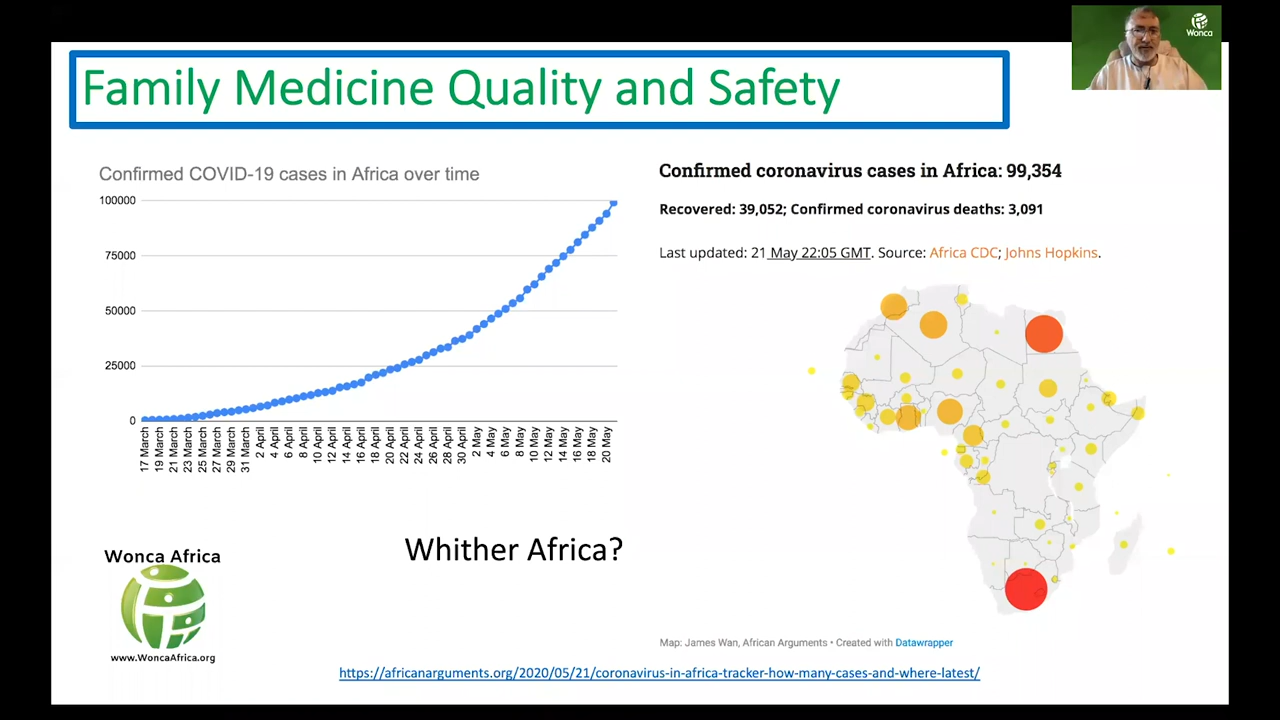 Wonca
Family Medicine Quality and Safety
Confirmed COVID-19 cases in Africa over time
100000
75000
50000
25000
0
17 March
19 March
21 March
23 March
25 March
27 March
29 March
31 March
2 April
4 April
6 April
8 April
10 April
12 April
14 April
16 April
18 April
20 April
22 April
24 April
26 April
28 April
30 April
2 May
4 May
6 May
8 May
10 May
12 May
14 May
16 May
18 May
20 May
Confirmed coronavirus cases in Africa: 99,354
Recovered: 39,052; Confirmed coronavirus deaths: 3,091
Last updated: 21 May 22:05 GMT. Source: Africa CDC; Johns Hopkins.
Map: James Wan, African Arguments • Created with Datawrapper
Whither Africa?
Wonca Africa
www.WoncaAfrica.org
https://africanarguments.org/2020/05/21/coronavirus-in-africa-tracker-how-many-cases-and-where-latest/